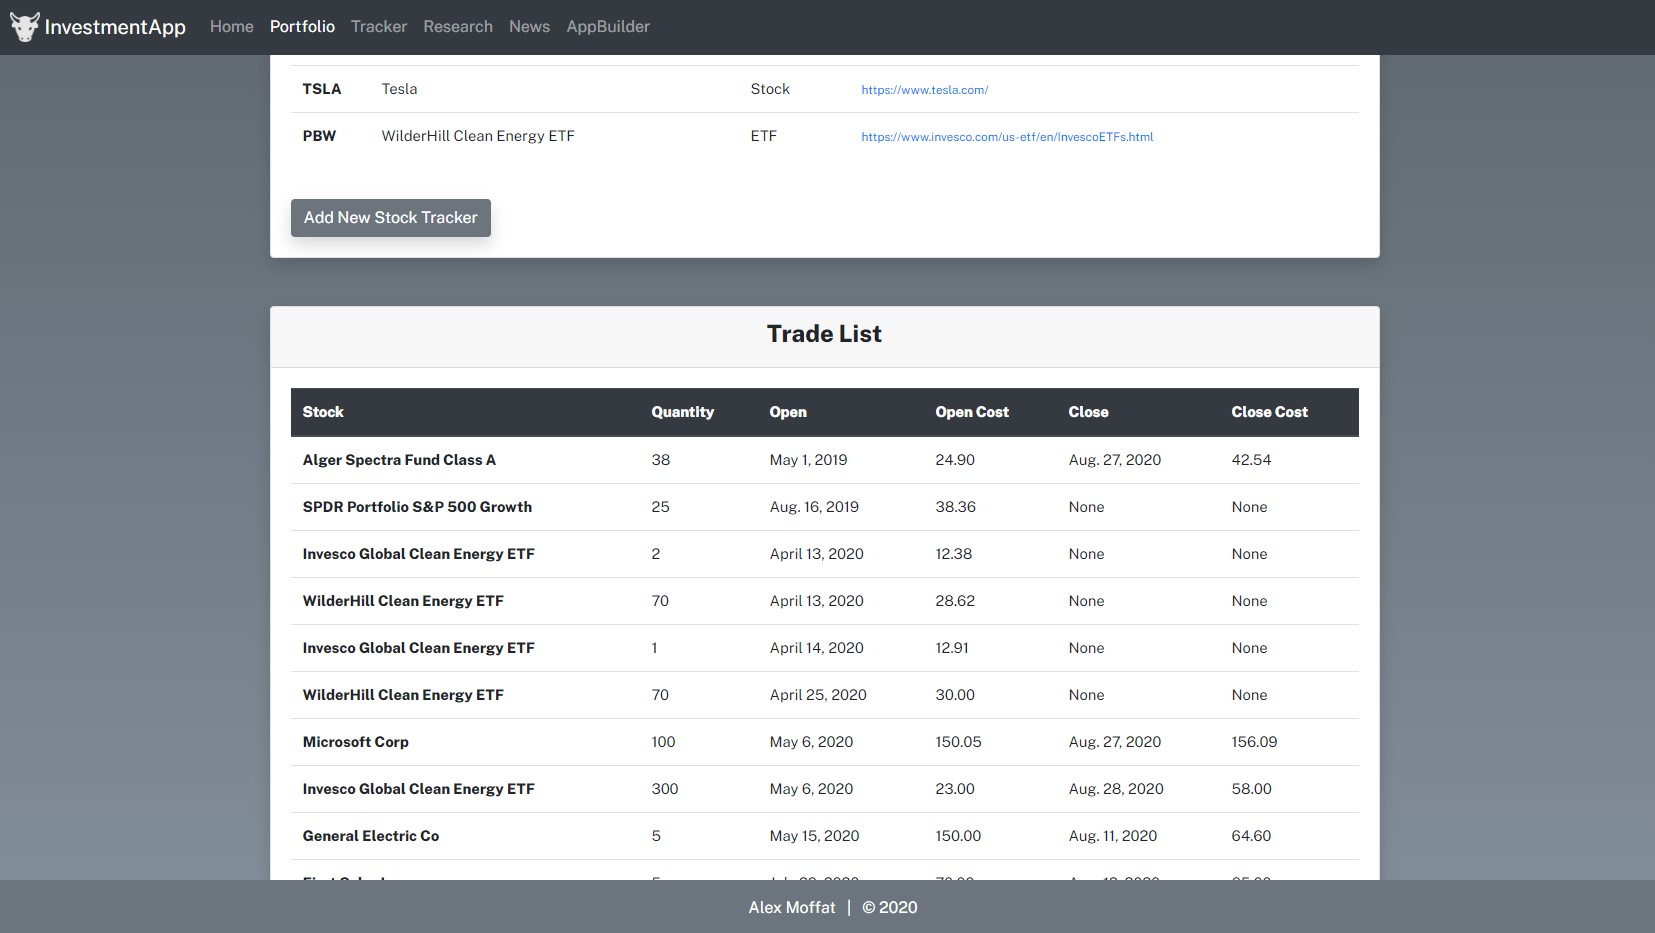 InvestmentApp Home Portfolio Tracker Research News AppBuilder
TSLA Tesla Stock https://www.tesla.com/
PBW WilderHill Clean Energy ETF ETF https://www.invesco.com/us-etf/en/InvescoETFs.html
Add New Stock Tracker
Trade List
Stock Quantity Open Open Cost Close Close Cost
Alger Spectra Fund Class A 38 May 1, 2019 24.90 Aug. 27, 2020 42.54
SPDR Portfolio S&P 500 Growth 25 Aug. 16, 2019 38.36 None None
Invesco Global Clean Energy ETF 2 April 13, 2020 12.38 None None
WilderHill Clean Energy ETF 70 April 13, 2020 28.62 None None
Invesco Global Clean Energy ETF 1 April 14, 2020 12.91 None None
WilderHill Clean Energy ETF 70 April 25, 2020 30.00 None None
Microsoft Corp 100 May 6, 2020 150.05 Aug. 27, 2020 156.09
Invesco Global Clean Energy ETF 300 May 6, 2020 23.00 Aug. 28, 2020 58.00
General Electric Co 5 May 15, 2020 150.00 Aug. 11, 2020 64.60
Alex Moffat | © 2020